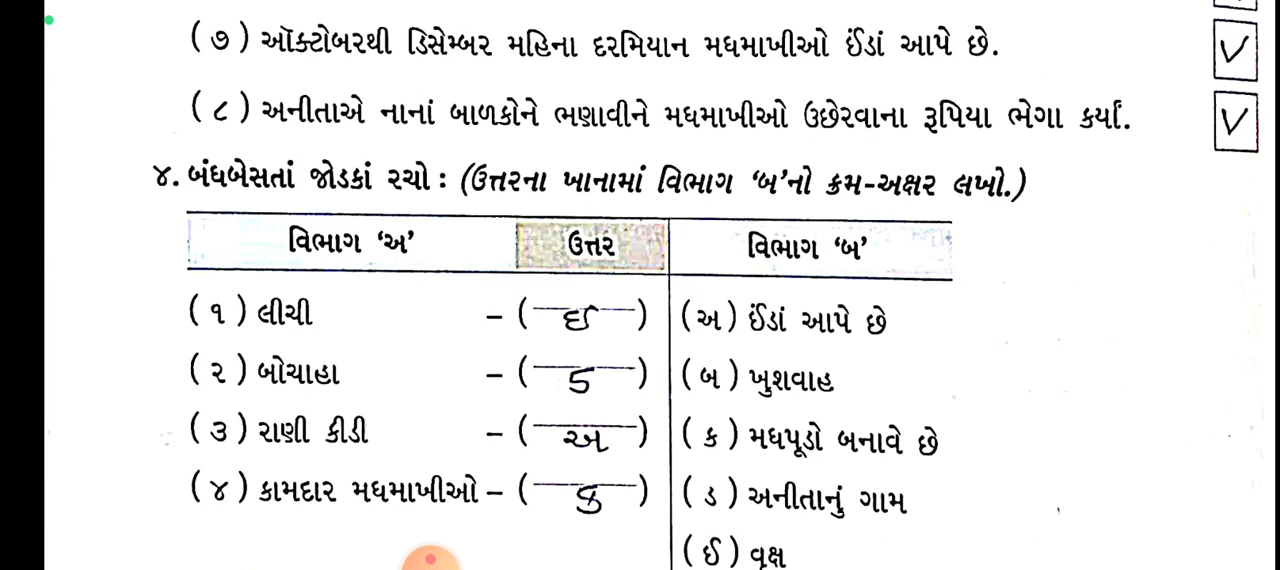 (૭) ઑક્ટોબરથી ડિસેમ્બર મહિના દરમિયાન મધમાખીઓ ઈંડાં આપે છે. ✓
(૮) અનીતાએ નાનાં બાળકોને ભણાવીને મધમાખીઓ ઉછેરવાના રૂપિયા ભેગા કર્યાં. ✓
૪. બંધબેસતાં જોડકાં રચો : (ઉત્તરના ખાનામાં વિભાગ ‘બ’નો ક્રમ-અક્ષર લખો.)
વિભાગ ‘અ’ ઉત્તર વિભાગ ‘બ’
(૧) લીચી – (ઈ) (અ) ઈંડાં આપે છે
(૨) બોચાહા – (ડ) (બ) ખુશવાહ
(૩) રાણી કીડી – (અ) (ક) મધપૂડો બનાવે છે
(૪) કામદાર મધમાખીઓ – (ક) (ડ) અનીતાનું ગામ
(ઈ) વૃક્ષ